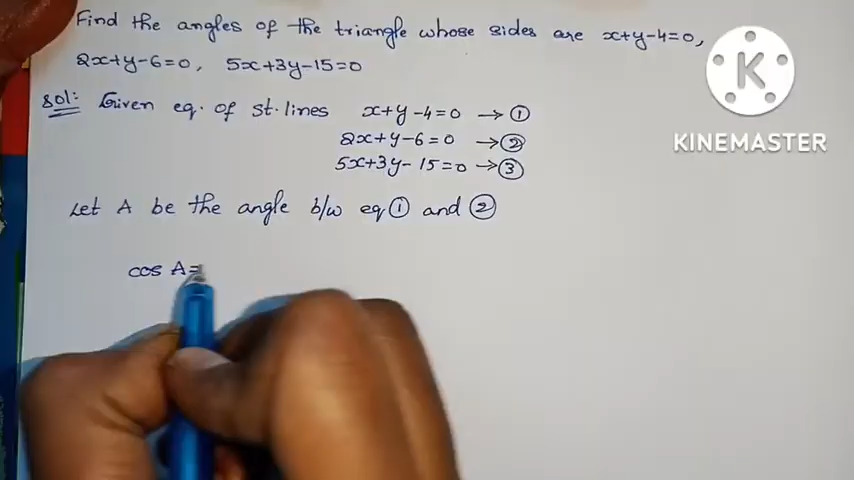 Find the angles of the triangle whose sides are x+y-4=0,
2x+y-6=0, 5x+3y-15=0
Sol: Given eq. of st. lines x+y-4=0 → ①
2x+y-6=0 → ②
5x+3y-15=0 → ③
Let A be the angle b/w eq ① and ②
cos A=
K
KINEMASTER